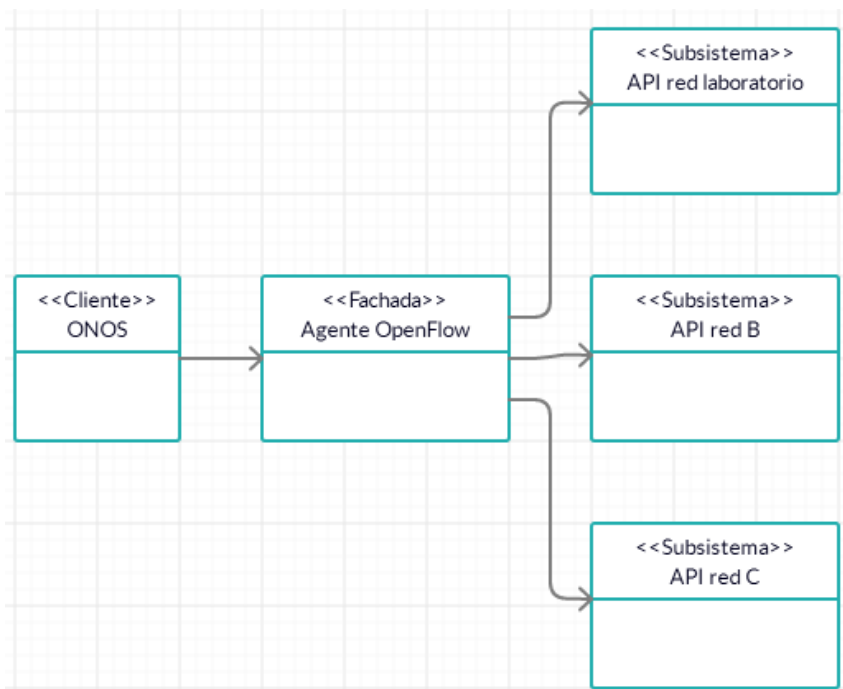 <<Subsistema>>
API red laboratorio
<<Cliente>>
ONOS
<<Fachada>>
Agente OpenFlow
<<Subsistema>>
API red B
<<Subsistema>>
API red C